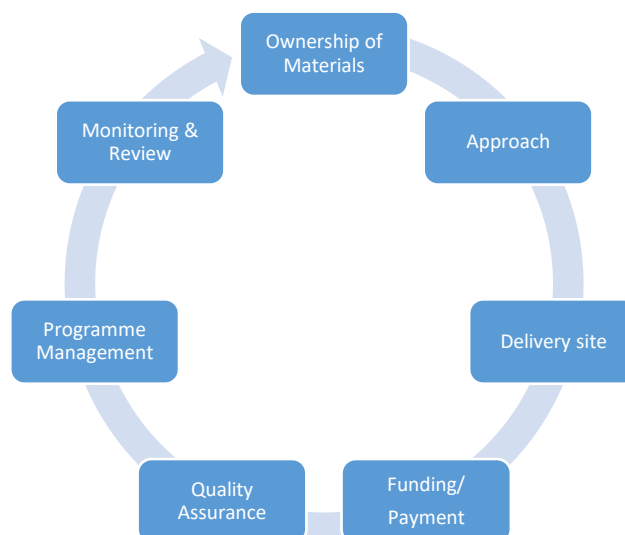 Ownership of
Materials
Approach
Delivery site
Funding/
Payment
Quality
Assurance
Programme
Management
Monitoring &
Review